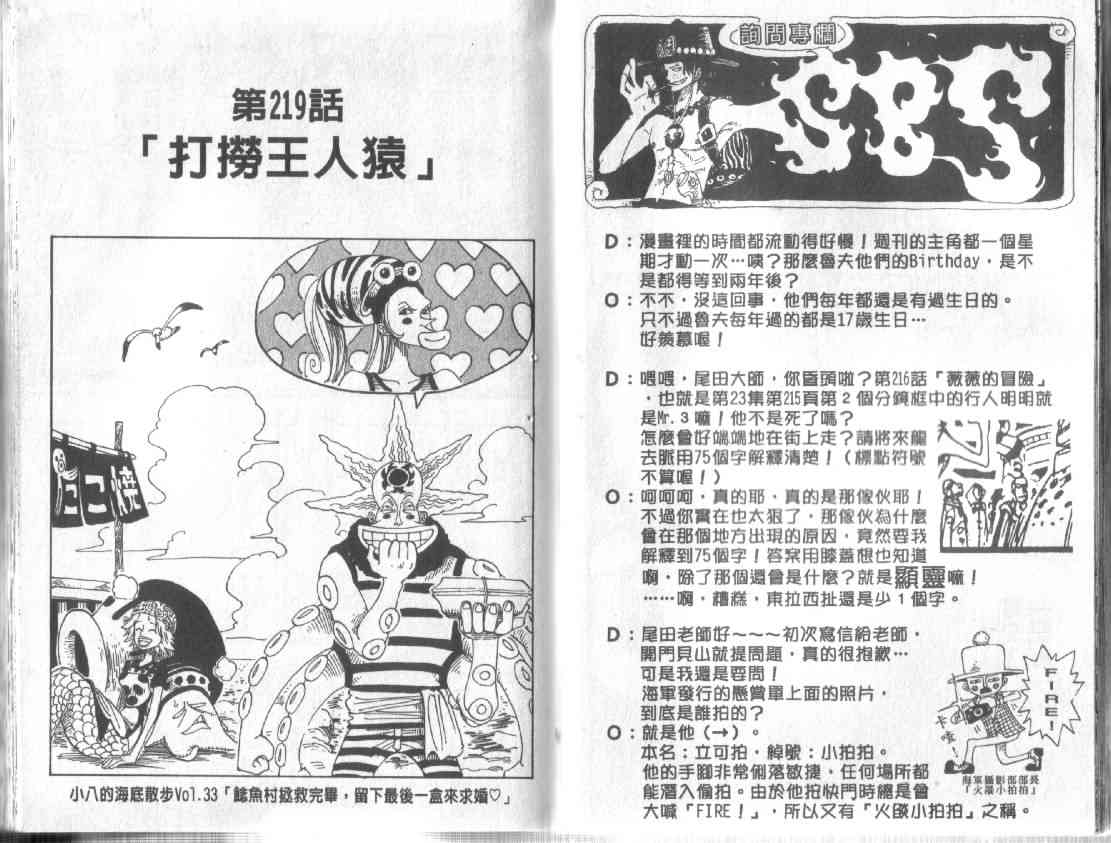 第219話
「打撈王人猿」
たこ焼
小八的海底散步Vol.33「鯰魚村拯救完畢，留下最後一盒來求婚♡」
詢問專欄
SBS
D：漫畫裡的時間都流動得好慢！週刊的主角都一個星
期才動一次…咦？那麼魯夫他們的Birthday，是不
是都得等到兩年後？
O：不不，沒這回事，他們每年都還是有過生日的。
只不過魯夫每年過的都是17歲生日…
好羨慕喔！
D：喂喂，尾田大師，你昏頭啦？第216話「薇薇的冒險」
，也就是第23集第215頁第２個分鏡框中的行人明明就
是Mr.3嘛！他不是死了嗎？
怎麼會好端端地在街上走？請將來龍
去脈用75個字解釋清楚！（標點符號
不算喔！）
O：呵呵呵，真的耶，真的是那傢伙耶！
不過你實在也太狠了，那傢伙為什麼
會在那個地方出現的原因，竟然要我
解釋到75個字！答案用膝蓋想也知道
啊，除了那個還會是什麼？就是顯靈嘛！
……啊，糟糕，東拉西扯還是少１個字。
D：尾田老師好～～～初次寫信給老師，
開門見山就提問題，真的很抱歉…
可是我還是要問！
海軍發行的懸賞單上面的照片，
到底是誰拍的？
O：就是他（→）。
本名：立可拍，綽號：小拍拍。
他的手腳非常俐落敏捷，任何場所都
能潛入偷拍。由於他拍快門時總是會
大喊「FIRE！」，所以又有「火燄小拍拍」之稱。
FIRE！
卡喳！
海軍攝影部部長
「火燄小拍拍」